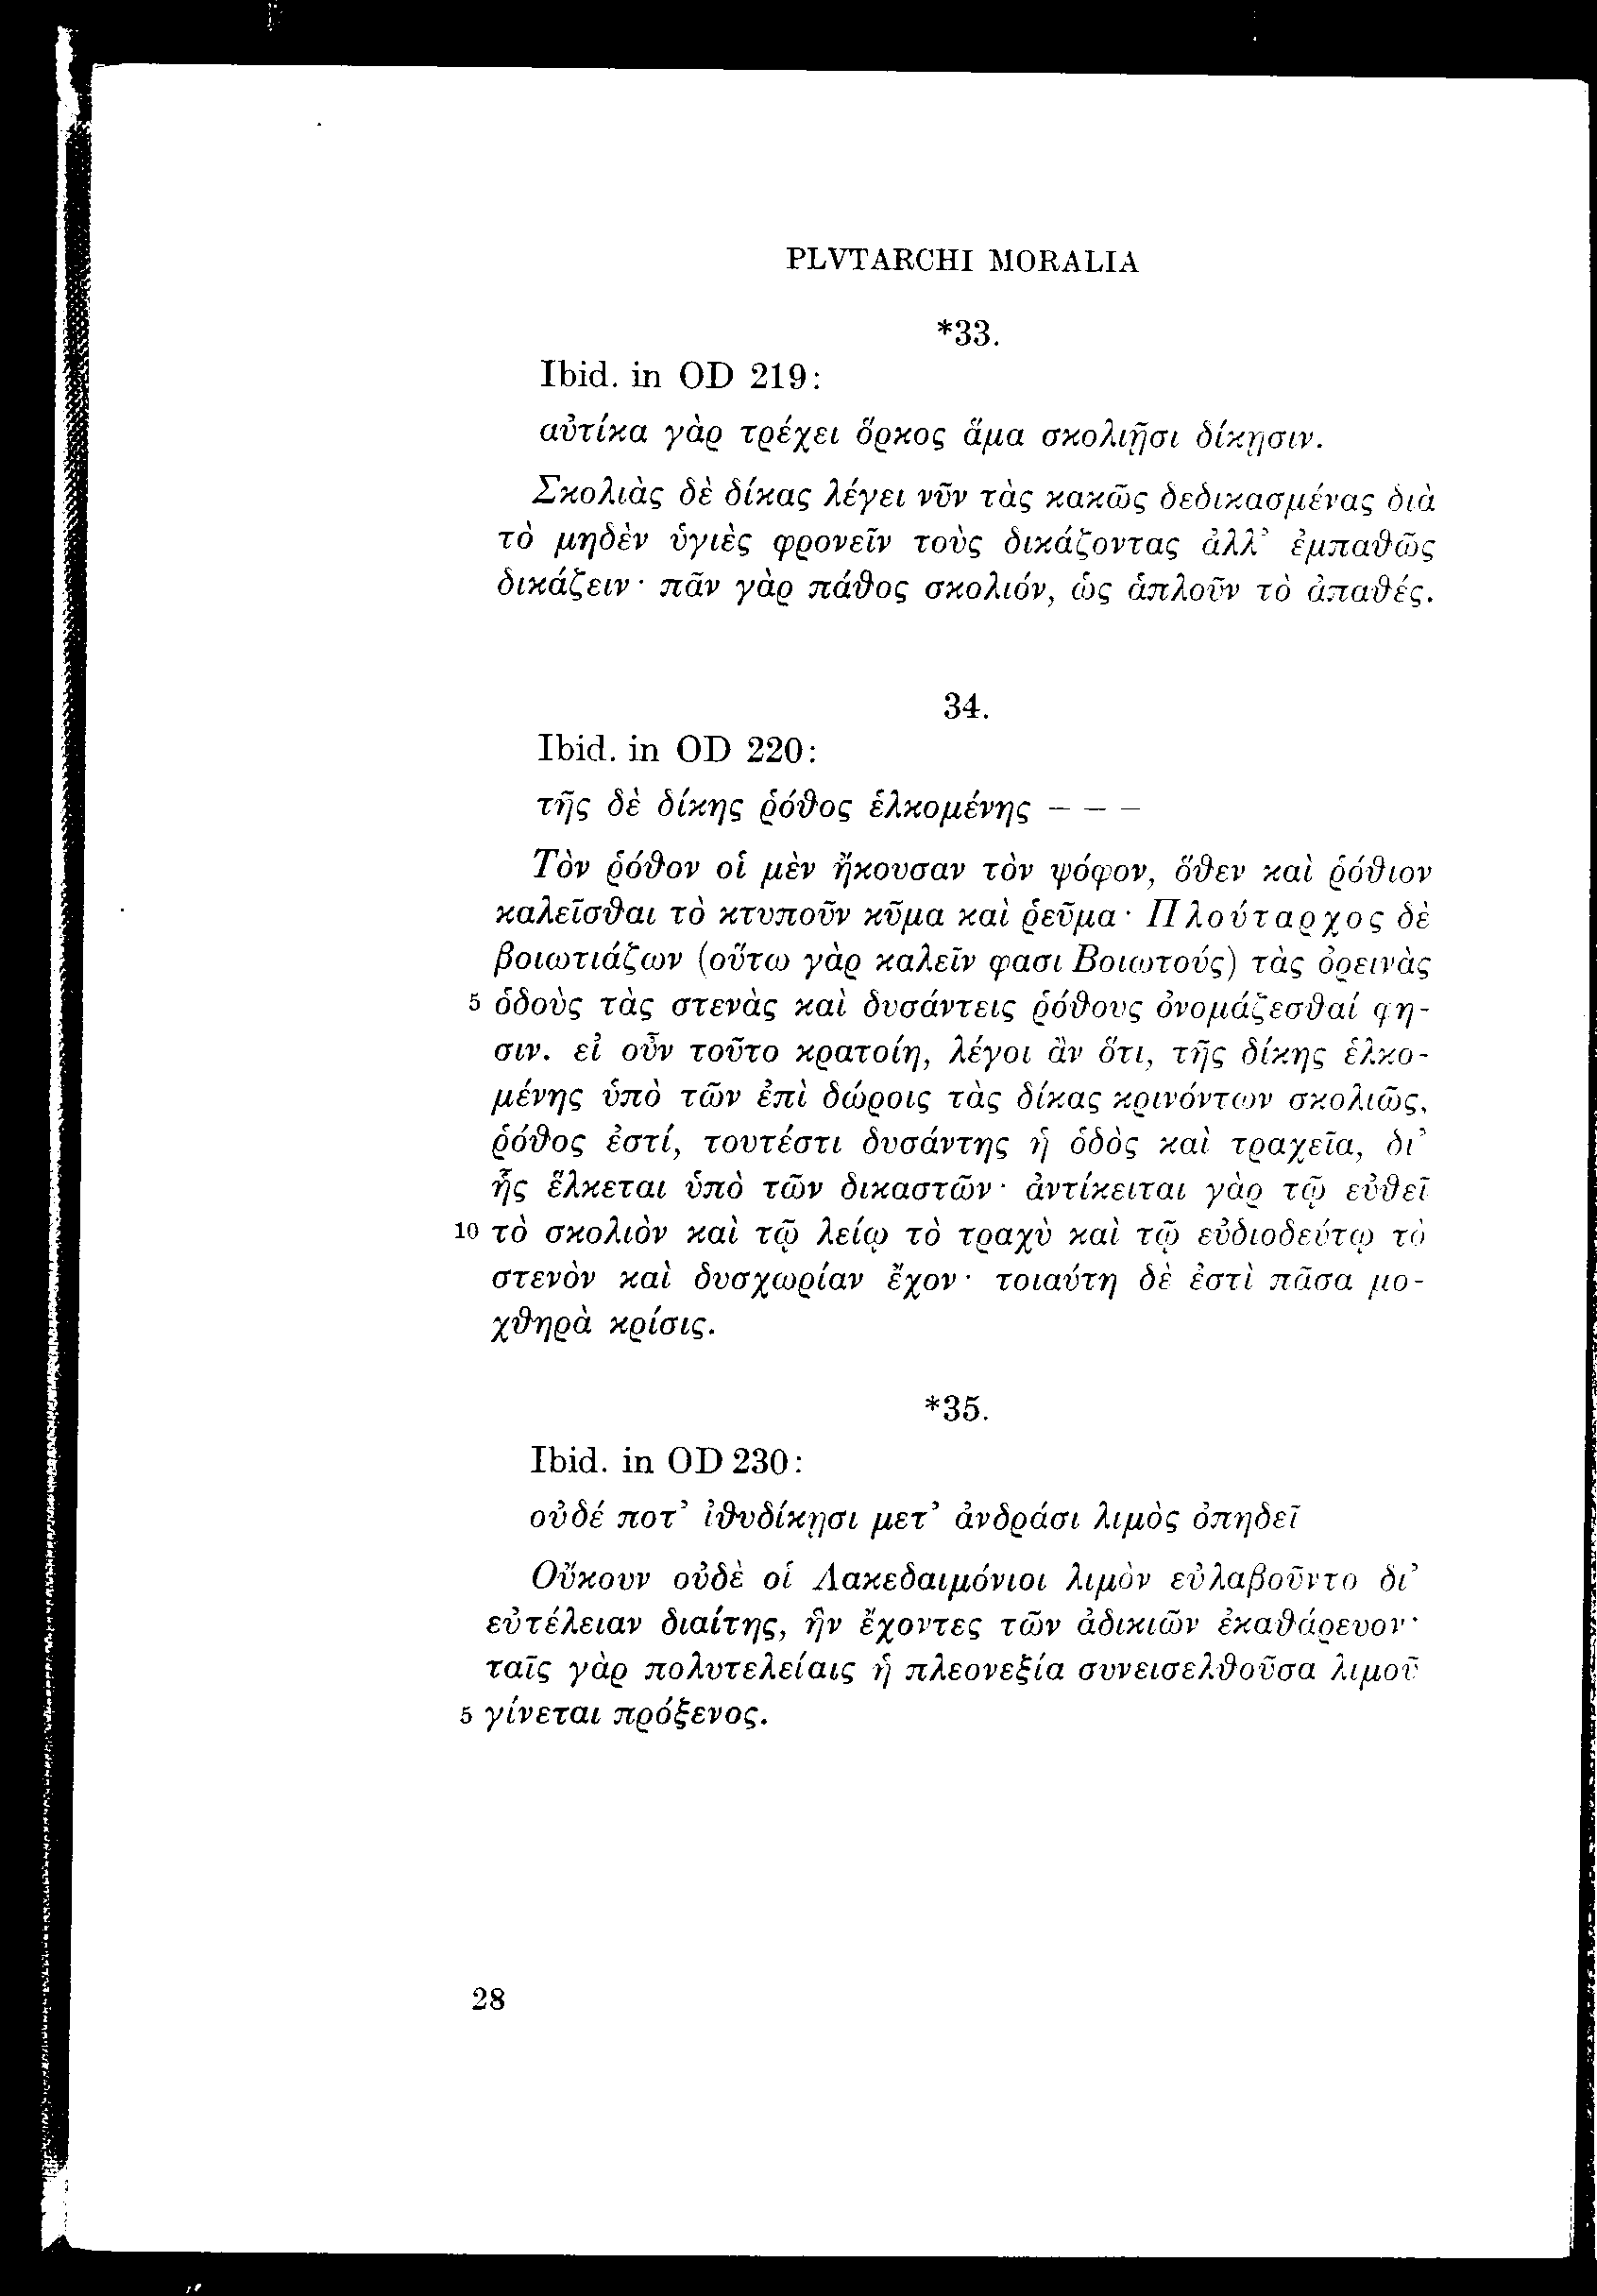 PLVTARCHI MORALIA
*33.
Ibid. in OD 219:
αὐτίκα γὰρ τρέχει ὅρκος ἅμα σκολιῇσι δίκῃσιν.
Σκολιὰς δὲ δίκας λέγει νῦν τὰς κακῶς δεδικασμένας διὰ
τὸ μηδὲν ὑγιὲς φρονεῖν τοὺς δικάζοντας ἀλλ’ ἐμπαθῶς
δικάζειν· πᾶν γὰρ πάθος σκολιόν, ὡς ἁπλοῦν τὸ ἀπαθές.
34.
Ibid. in OD 220:
τῆς δὲ δίκης ῥόθος ἑλκομένης – – –
Τὸν ῥόθον οἱ μὲν ἤκουσαν τὸν ψόφον, ὅθεν καὶ ῥόθιον
καλεῖσθαι τὸ κτυποῦν κῦμα καὶ ῥεῦμα· Πλούταρχος δὲ
βοιωτιάζων (οὕτω γὰρ καλεῖν φασι Βοιωτούς) τὰς ὀρεινὰς
5 ὁδοὺς τὰς στενὰς καὶ δυσάντεις ῥόθους ὀνομάζεσθαί φη-
σιν. εἰ οὖν τοῦτο κρατοίη, λέγοι ἂν ὅτι, τῆς δίκης ἑλκο-
μένης ὑπὸ τῶν ἐπὶ δώροις τὰς δίκας κρινόντων σκολιῶς,
ῥόθος ἐστί, τουτέστι δυσάντης ἡ ὁδὸς καὶ τραχεῖα, δι’
ἧς ἕλκεται ὑπὸ τῶν δικαστῶν· ἀντίκειται γὰρ τῷ εὐθεῖ
10 τὸ σκολιὸν καὶ τῷ λείῳ τὸ τραχὺ καὶ τῷ εὐδιοδεύτῳ τὸ
στενὸν καὶ δυσχωρίαν ἔχον· τοιαύτη δὲ ἐστὶ πᾶσα μο-
χθηρὰ κρίσις.
*35.
Ibid. in OD 230:
οὐδέ ποτ’ ἰθυδίκῃσι μετ’ ἀνδράσι λιμὸς ὀπηδεῖ
Οὔκουν οὐδὲ οἱ Λακεδαιμόνιοι λιμὸν εὐλαβοῦντο δι’
εὐτέλειαν διαίτης, ἣν ἔχοντες τῶν ἀδικιῶν ἐκαθάρευον·
ταῖς γὰρ πολυτελείαις ἡ πλεονεξία συνεισελθοῦσα λιμοῦ
5 γίνεται πρόξενος.
28